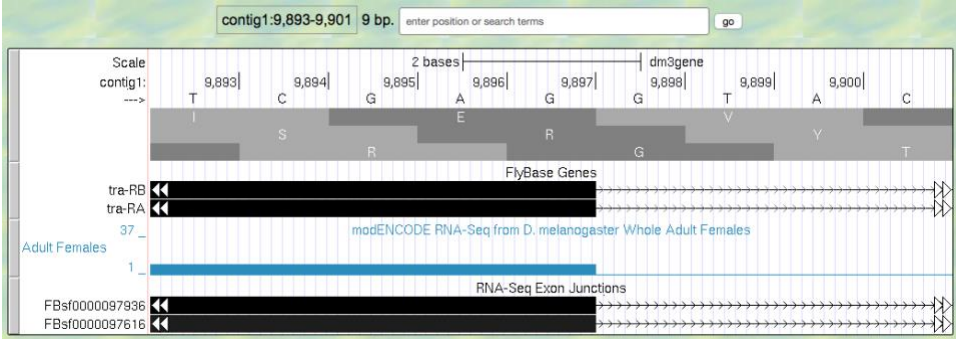 contig1:9,893-9,901 9 bp. enter position or search terms go
Scale 2 bases dm3gene
contig1: 9,893 9,894 9,895 9,896 9,897 9,898 9,899 9,900
---> T C G A G G T A C
I E V
S R Y
R G T
FlyBase Genes
tra-RB
tra-RA
37 _ modENCODE RNA-Seq from D. melanogaster Whole Adult Females
Adult Females
1 _
RNA-Seq Exon Junctions
FBsf0000097936
FBsf0000097616